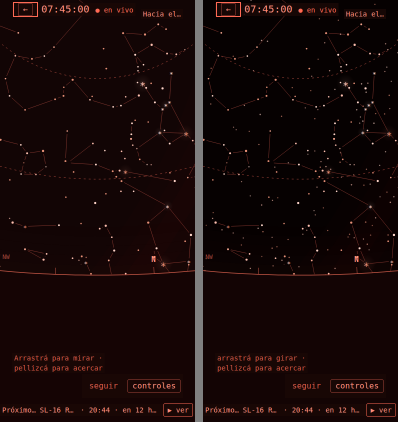 ← 07:45:00 ● en vivo
Hacia el…
NW
N
Arrastrá para mirar ·
pellizcá para acercar
seguir controles
Próximo… SL-16 R… · 20:44 · en 12 h… ▶ ver
← 07:45:00 ● en vivo
Hacia el…
NW
N
arrastrá para girar ·
pellizcá para acercar
seguir controles
Próximo… SL-16 R… · 20:44 · en 12 h… ▶ ver